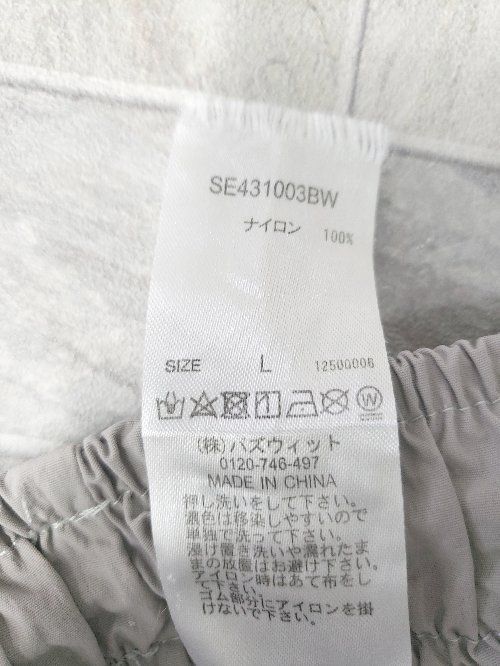 SE431003BW
ナイロン 100%
SIZE L 12500006
(株)バズウィット
0120-746-497
MADE IN CHINA
押し洗いをして下さい。
濃色は移染しやすいので
単独で洗って下さい。
浸け置き洗いや濡れたま
まの放置はお避け下さい。
アイロン時はあて布をし
ゴム部分にアイロンを掛
けないで下さい。